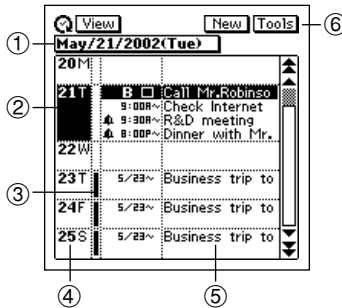 View New Tools ⑥
① May/21/2002(Tue)
20M
② 21T B Call Mr.Robinso
9:00A~ Check Internet
9:30A~ R&D meeting
8:00P~ Dinner with Mr.
22W
③ 23T 5/23~ Business trip to
24F 5/23~ Business trip to
25S 5/23~ Business trip to
④ ⑤